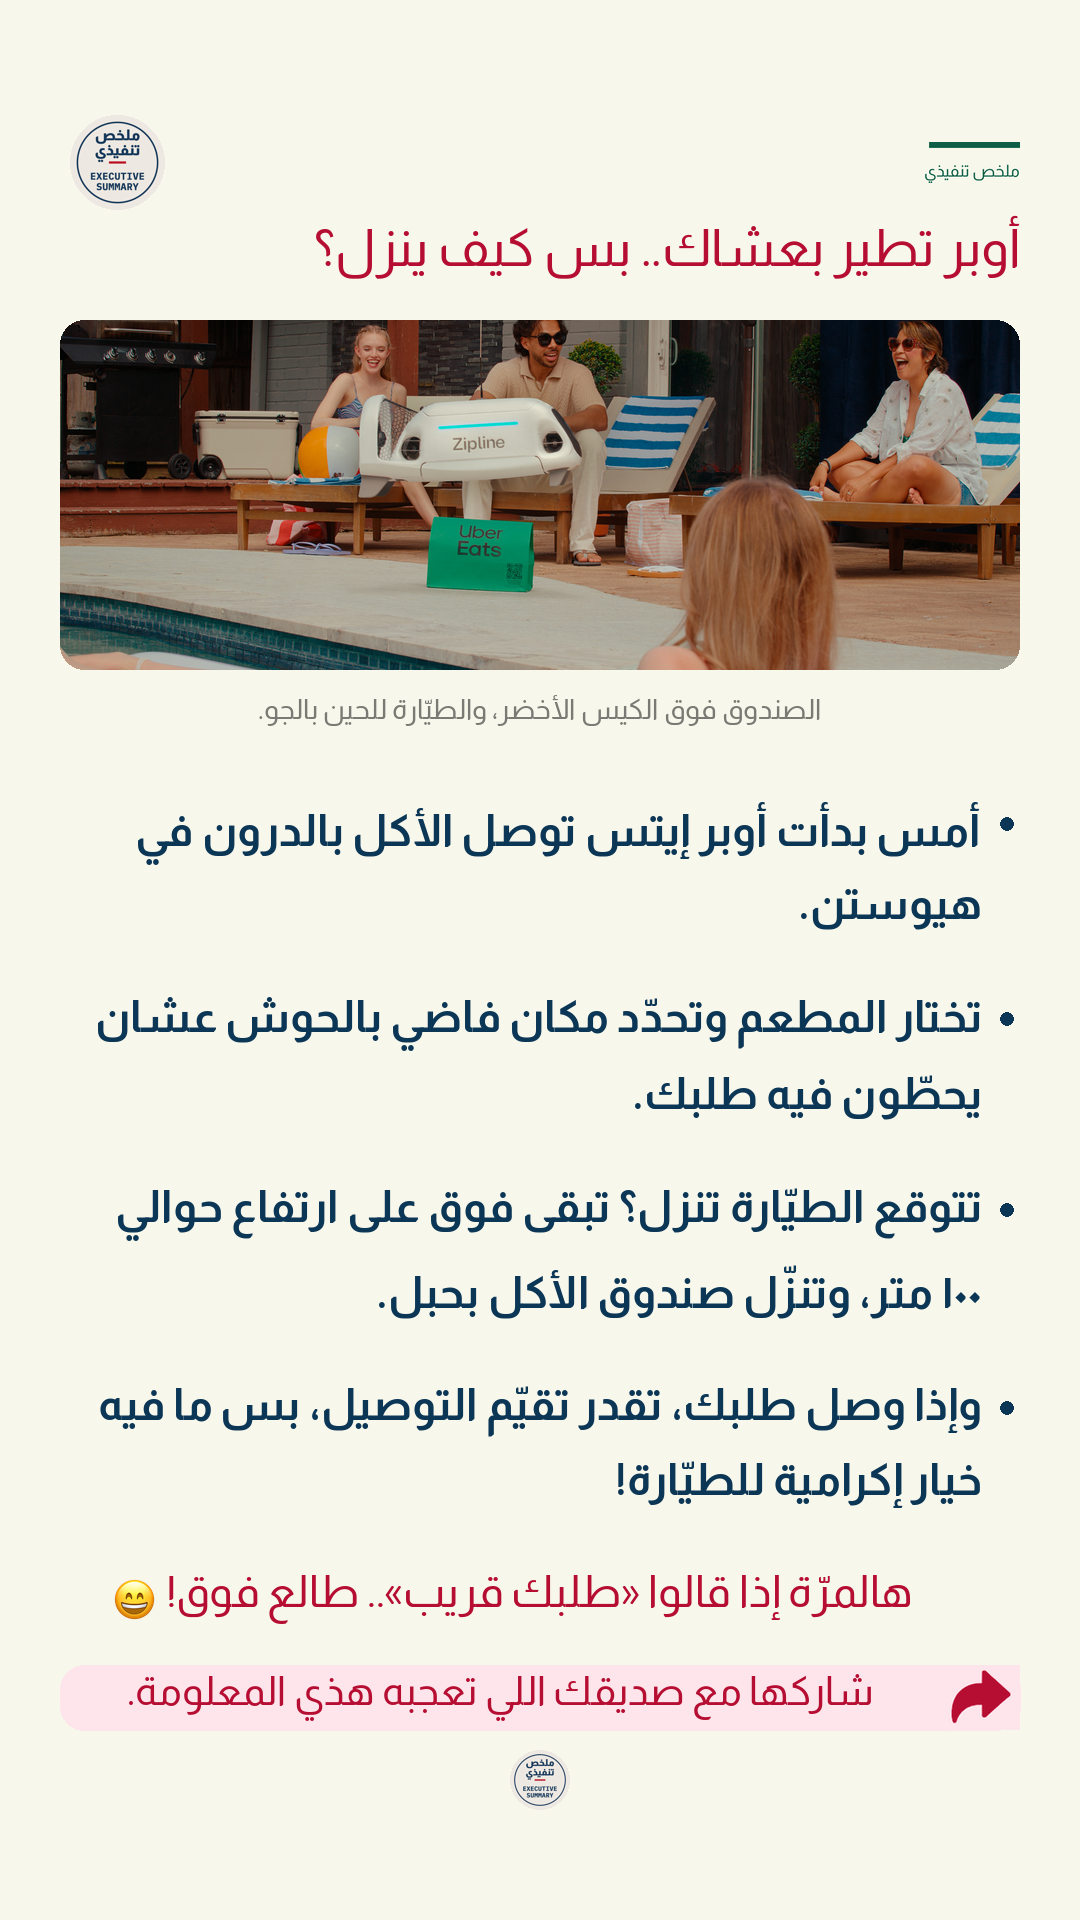 ملخص
تنفيذي
EXECUTIVE
SUMMARY
ملخص تنفيذي
أوبر تطير بعشاك.. بس كيف ينزل؟
Zipline
Uber
Eats
الصندوق فوق الكيس الأخضر، والطيّارة للحين بالجو.
• أمس بدأت أوبر إيتس توصل الأكل بالدرون في
هيوستن.
• تختار المطعم وتحدّد مكان فاضي بالحوش عشان
يحطّون فيه طلبك.
• تتوقع الطيّارة تنزل؟ تبقى فوق على ارتفاع حوالي
١٠٠ متر، وتنزّل صندوق الأكل بحبل.
• وإذا وصل طلبك، تقدر تقيّم التوصيل، بس ما فيه
خيار إكرامية للطيّارة!
هالمرّة إذا قالوا «طلبك قريب».. طالع فوق! 😄
شاركها مع صديقك اللي تعجبه هذي المعلومة.
ملخص
تنفيذي
EXECUTIVE
SUMMARY